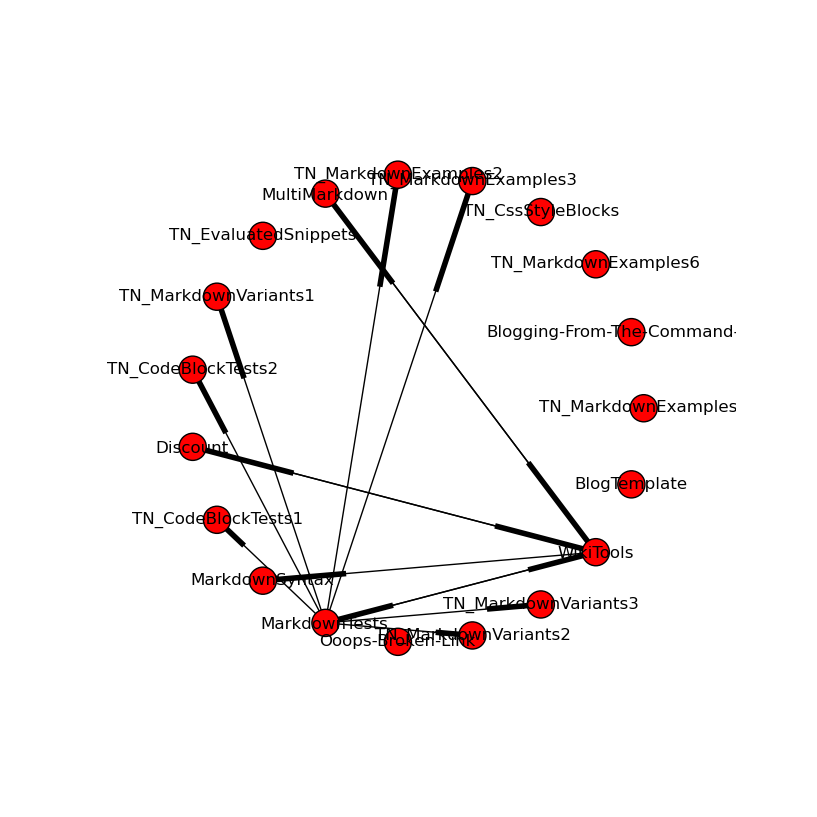 TN_MarkdownExamples2
TN_MarkdownExamples3
MultiMarkdown
TN_CssStyleBlocks
TN_EvaluatedSnippets
TN_MarkdownExamples6
TN_MarkdownVariants1
Blogging-From-The-Command-
TN_CodeBlockTests2
TN_MarkdownExamples
Discount
BlogTemplate
TN_CodeBlockTests1
WikiTools
MarkdownSyntax
TN_MarkdownVariants3
MarkdowTests
TN_MarkdownVariants2
Ooops-Broken-Link